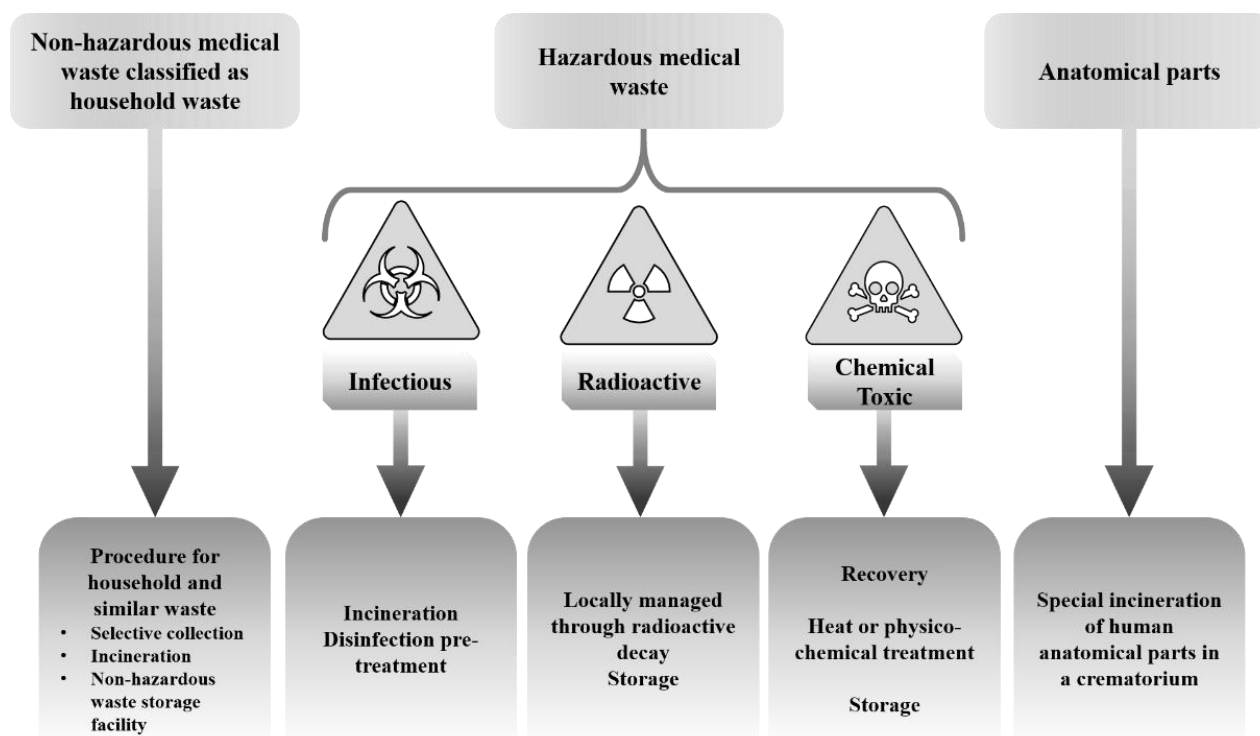 Non-hazardous medical
waste classified as
household waste
Hazardous medical
waste
Anatomical parts
Infectious
Radioactive
Chemical
Toxic
Procedure for
household and
similar waste
• Selective collection
• Incineration
• Non-hazardous
waste storage
facility
Incineration
Disinfection pre-
treatment
Locally managed
through radioactive
decay
Storage
Recovery
Heat or physico-
chemical treatment
Storage
Special incineration
of human
anatomical parts in
a crematorium